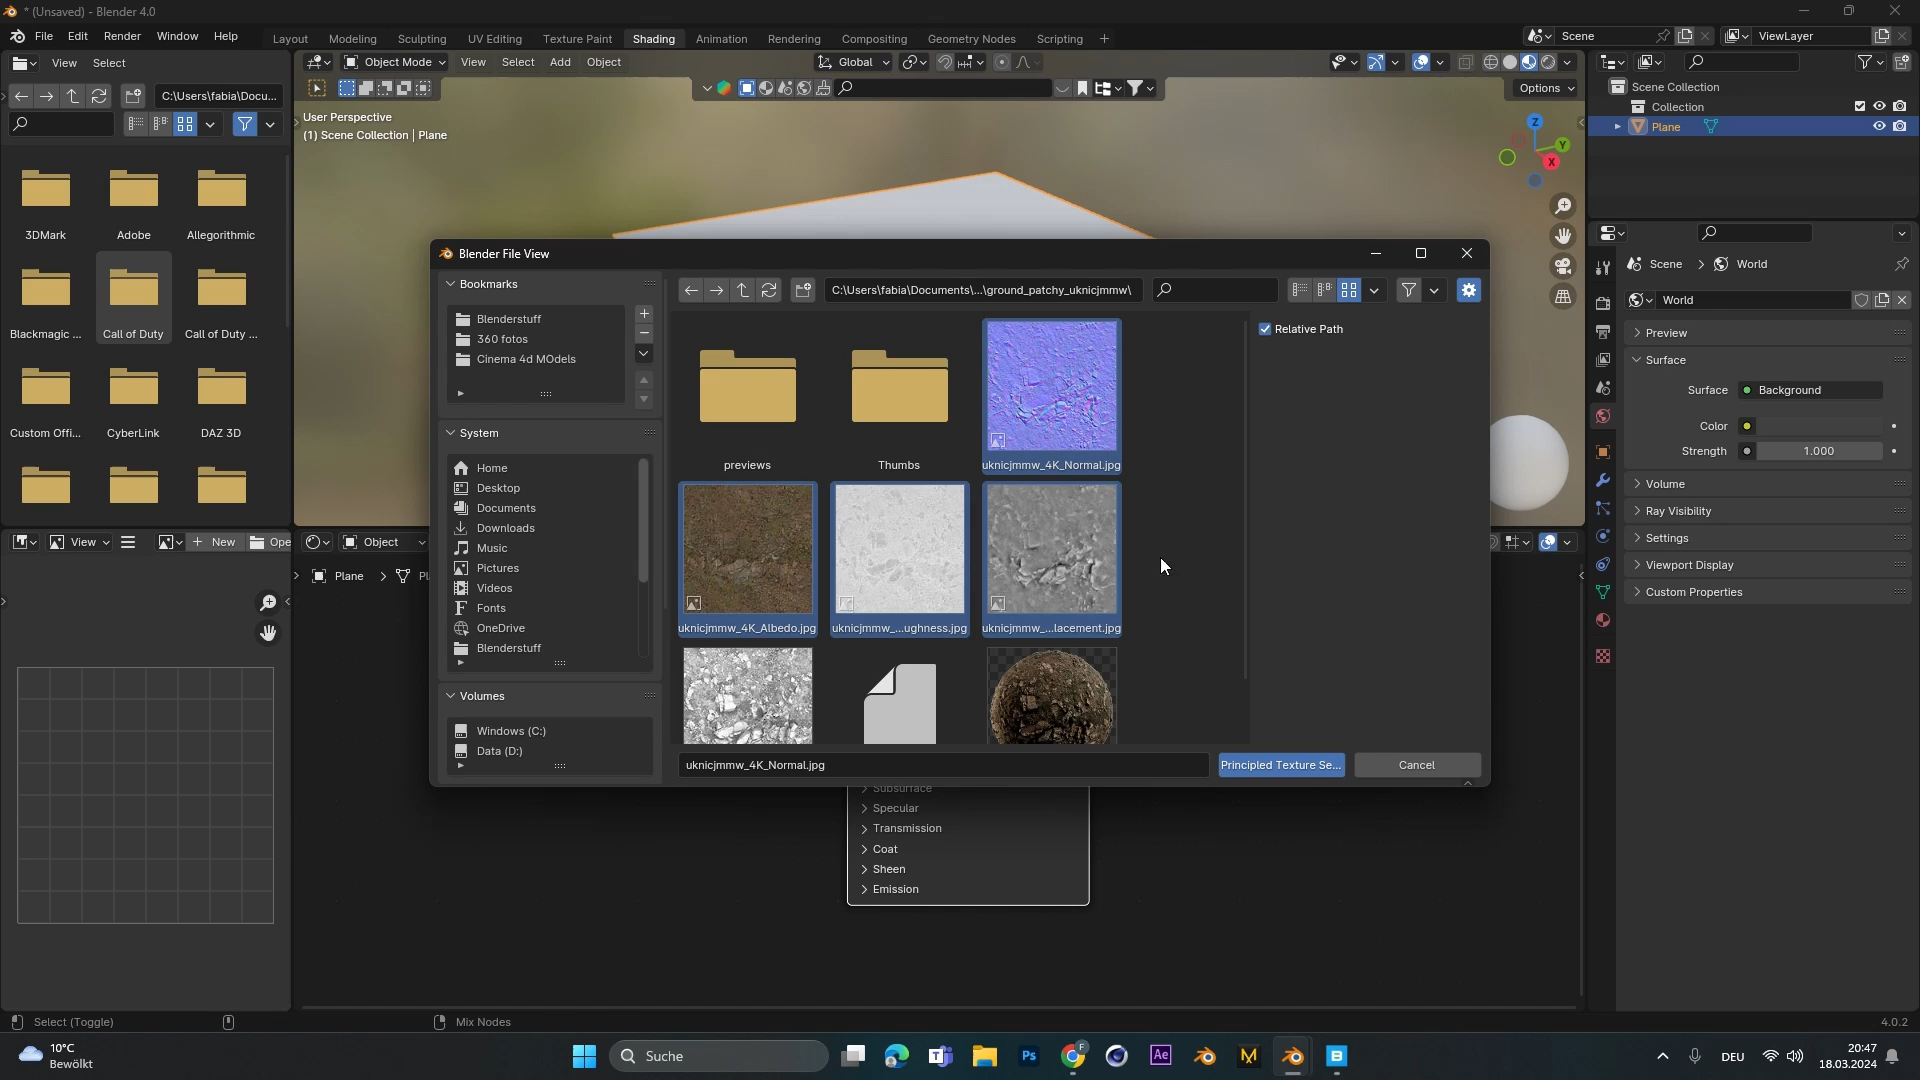 * (Unsaved) - Blender 4.0
File Edit Render Window Help
Layout Modeling Sculpting UV Editing Texture Paint Shading Animation Rendering Compositing Geometry Nodes Scripting +
Scene
ViewLayer
View Select
C:\Users\fabia\Docu...
3DMark
Adobe
Allegorithmic
Blackmagic ...
Call of Duty
Call of Duty ...
Custom Offi...
CyberLink
DAZ 3D
Object Mode View Select Add Object
Global
Options
User Perspective
(1) Scene Collection | Plane
Z
Y
X
Scene Collection
Collection
Plane
Scene > World
World
Preview
Surface
Surface Background
Color
Strength 1.000
Volume
Ray Visibility
Settings
Viewport Display
Custom Properties
Blender File View
Bookmarks
Blenderstuff
360 fotos
Cinema 4d MOdels
System
Home
Desktop
Documents
Downloads
Music
Pictures
Videos
Fonts
OneDrive
Blenderstuff
Volumes
Windows (C:)
Data (D:)
C:\Users\fabia\Documents\...\ground_patchy_uknicjmmw\
Relative Path
previews
Thumbs
uknicjmmw_4K_Normal.jpg
uknicjmmw_4K_Albedo.jpg
uknicjmmw_...ughness.jpg
uknicjmmw_...lacement.jpg
uknicjmmw_4K_Normal.jpg
Principled Texture Se...
Cancel
View
New
Ope
Object
Plane
Pl
Subsurface
Specular
Transmission
Coat
Sheen
Emission
Select (Toggle)
Mix Nodes
4.0.2
10°C
Bewölkt
Suche
Ps
F
Ae
M
B
DEU
20:47
18.03.2024